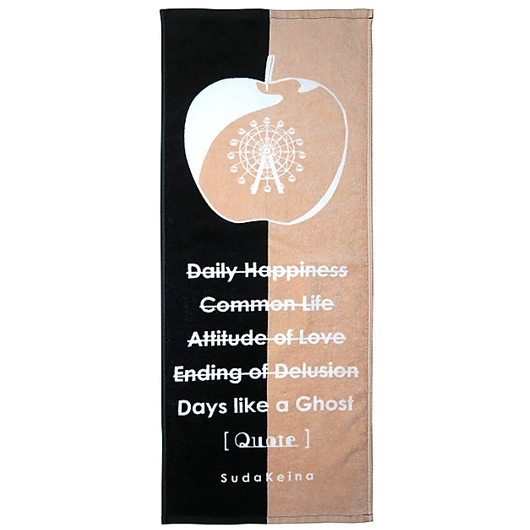 Daily Happiness
Common Life
Attitude of Love
Ending of Delusion
Days like a Ghost
[ Quote ]
SudaKeina